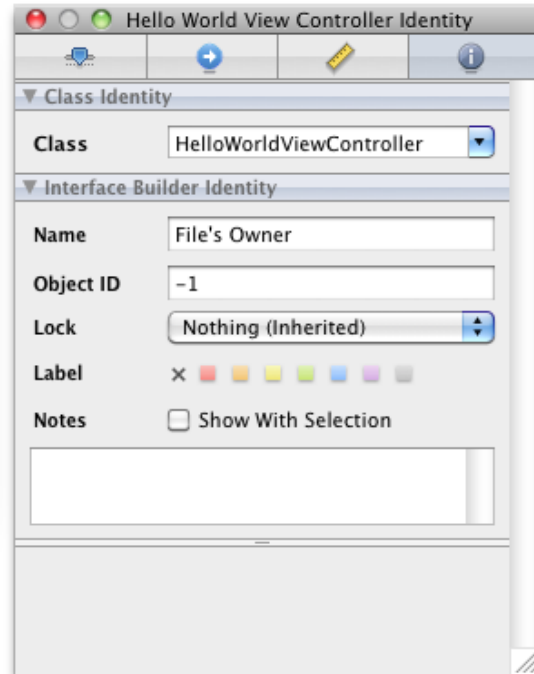 Hello World View Controller Identity
Class Identity
Class HelloWorldViewController
Interface Builder Identity
Name File's Owner
Object ID -1
Lock Nothing (Inherited)
Label
Notes Show With Selection